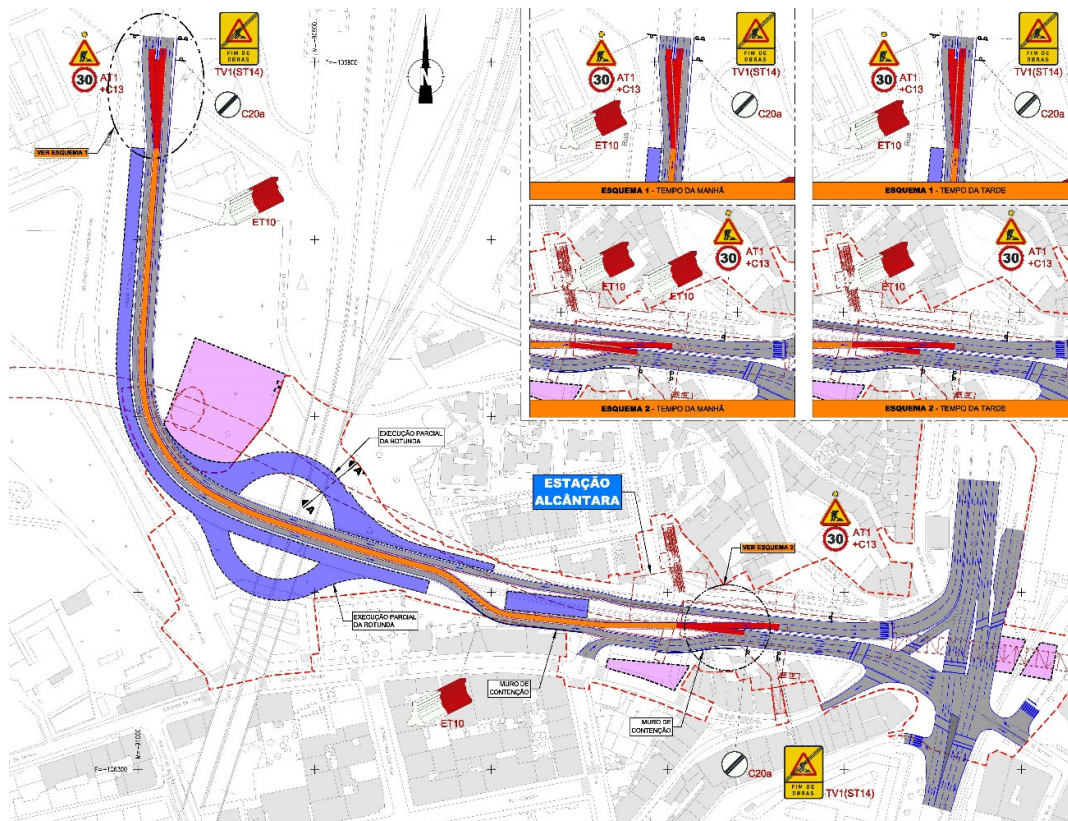 30
AT1
+C13
FIM DE
OBRAS
TV1(ST14)
C20a
VER ESQUEMA 1
ET10
N
P=-105800
30
AT1
+C13
FIM DE
OBRAS
TV1(ST14)
C20a
ET10
ESQUEMA 1 - TEMPO DA MANHÃ
30
AT1
+C13
FIM DE
OBRAS
TV1(ST14)
C20a
ET10
ESQUEMA 1 - TEMPO DA TARDE
30
AT1
+C13
ET10
ET10
ESQUEMA 2 - TEMPO DA MANHÃ
30
AT1
+C13
ET10
ESQUEMA 2 - TEMPO DA TARDE
EXECUÇÃO PARCIAL
DA ROTUNDA
A
A
ESTAÇÃO
ALCÂNTARA
30
AT1
+C13
VER ESQUEMA 2
EXECUÇÃO PARCIAL
DA ROTUNDA
MURO DE
CONTENÇÃO
ET10
MURO DE
CONTENÇÃO
P=-106300
C20a
FIM DE
OBRAS
TV1(ST14)